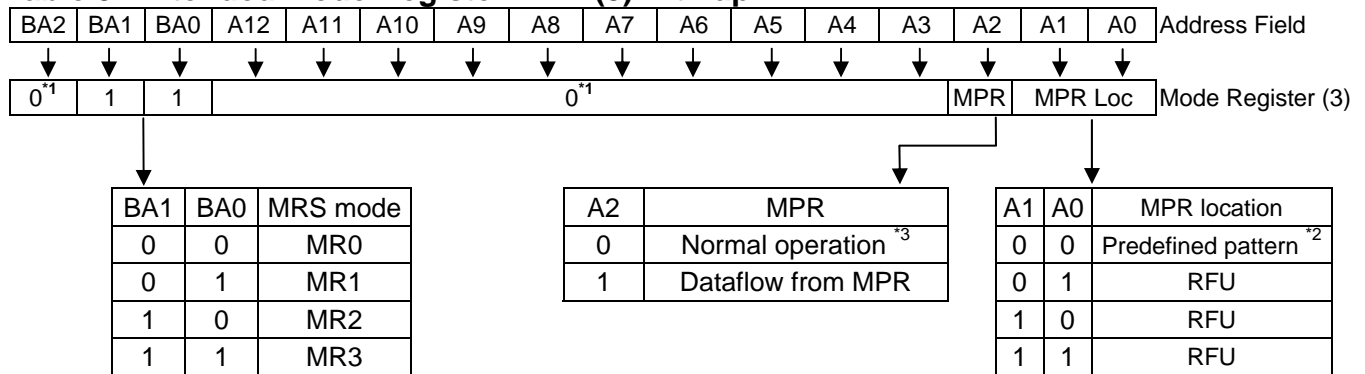 BA2 BA1 BA0 A12 A11 A10 A9 A8 A7 A6 A5 A4 A3 A2 A1 A0 Address Field
0*1 1 1 0*1 MPR MPR Loc Mode Register (3)
BA1 BA0 MRS mode
0 0 MR0
0 1 MR1
1 0 MR2
1 1 MR3
A2 MPR
0 Normal operation *3
1 Dataflow from MPR
A1 A0 MPR location
0 0 Predefined pattern *2
0 1 RFU
1 0 RFU
1 1 RFU